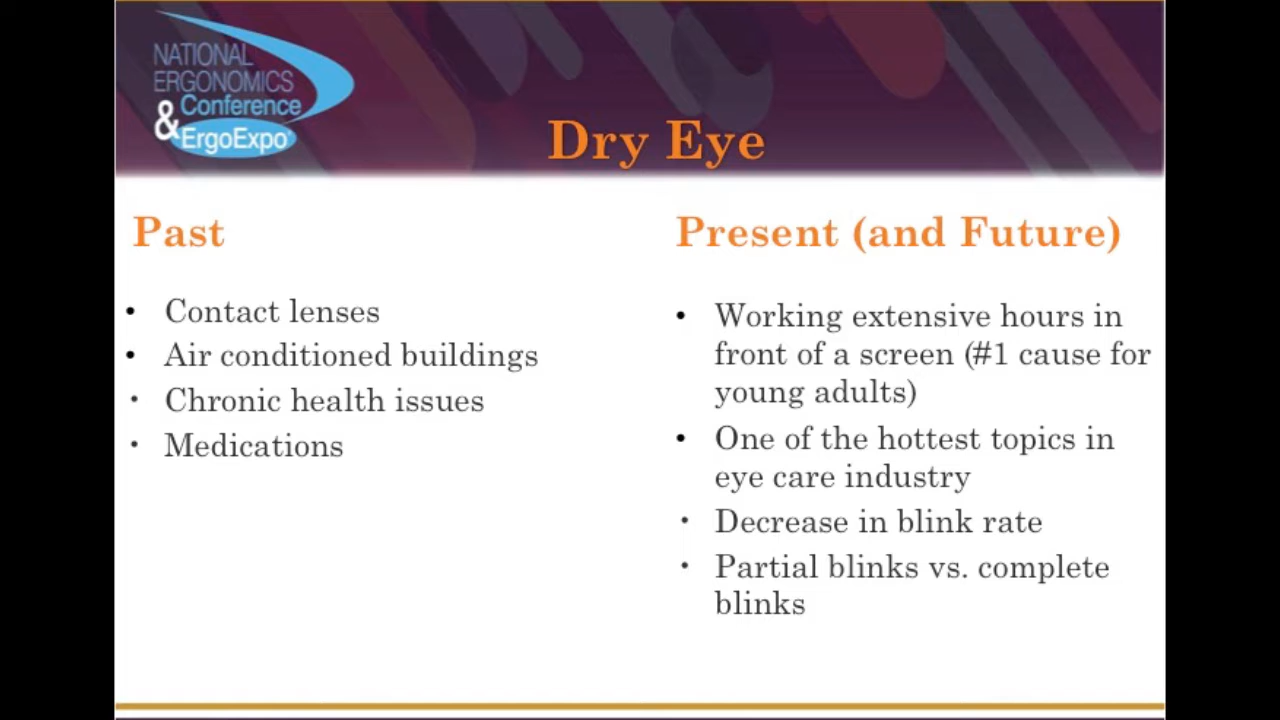 NATIONAL
ERGONOMICS
& Conference
ErgoExpo®
Dry Eye
Past
• Contact lenses
• Air conditioned buildings
• Chronic health issues
• Medications
Present (and Future)
• Working extensive hours in
front of a screen (#1 cause for
young adults)
• One of the hottest topics in
eye care industry
• Decrease in blink rate
• Partial blinks vs. complete
blinks